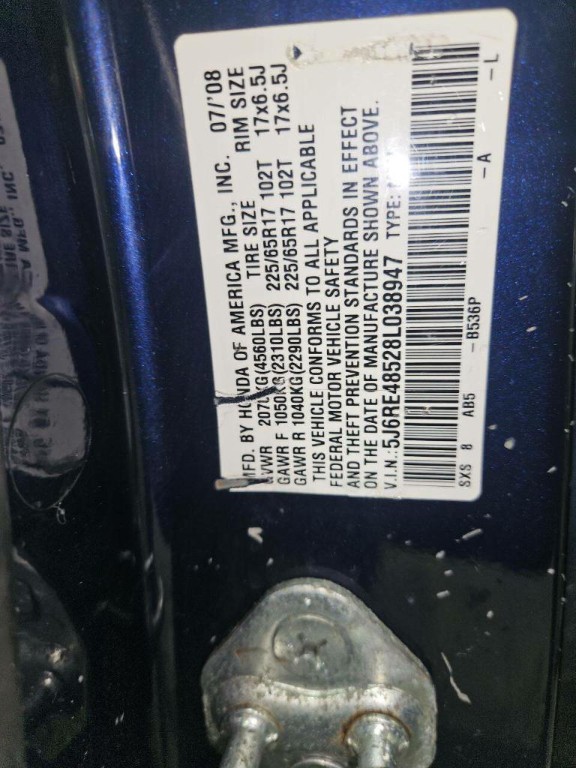 MFD. BY HONDA OF AMERICA MFG., INC. 07/'08
GVWR 2070KG(4560LBS) TIRE SIZE RIM SIZE
GAWR F 1050KG(2310LBS) 225/65R17 102T 17x6.5J
GAWR R 1040KG(2290LBS) 225/65R17 102T 17x6.5J
THIS VEHICLE CONFORMS TO ALL APPLICABLE
FEDERAL MOTOR VEHICLE SAFETY
AND THEFT PREVENTION STANDARDS IN EFFECT
ON THE DATE OF MANUFACTURE SHOWN ABOVE.
V.I.N.: 5J6RE48528L038947 TYPE:
SXS 8 AB5 -B536P -A -L